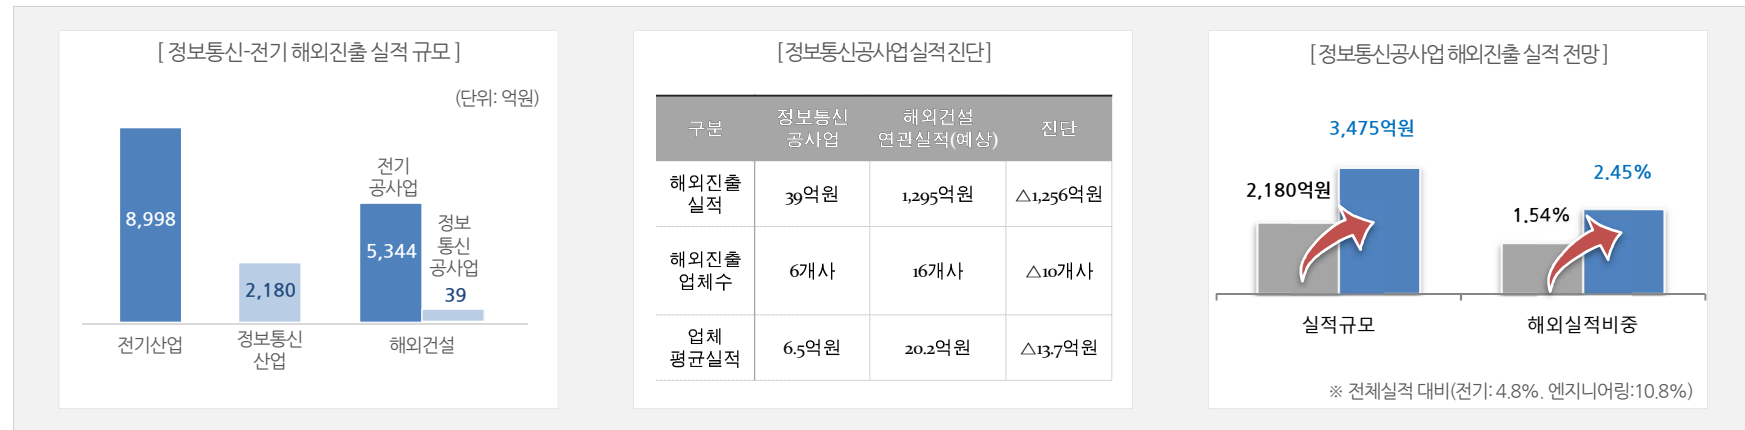 [ 정보통신-전기 해외진출 실적 규모 ]
(단위: 억원)
8,998
2,180
전기
공사업
5,344
정보
통신
공사업
39
전기산업
정보통신
산업
해외건설
[정보통신공사업 실적 진단]
구분
정보통신
공사업
해외건설
연관실적(예상)
진단
해외진출
실적
39억원
1,295억원
△1,256억원
해외진출
업체수
6개사
16개사
△10개사
업체
평균실적
6.5억원
20.2억원
△13.7억원
[정보통신공사업 해외진출 실적 전망]
3,475억원
2,180억원
2.45%
1.54%
실적규모
해외실적비중
※ 전체실적 대비(전기: 4.8%. 엔지니어링:10.8%)